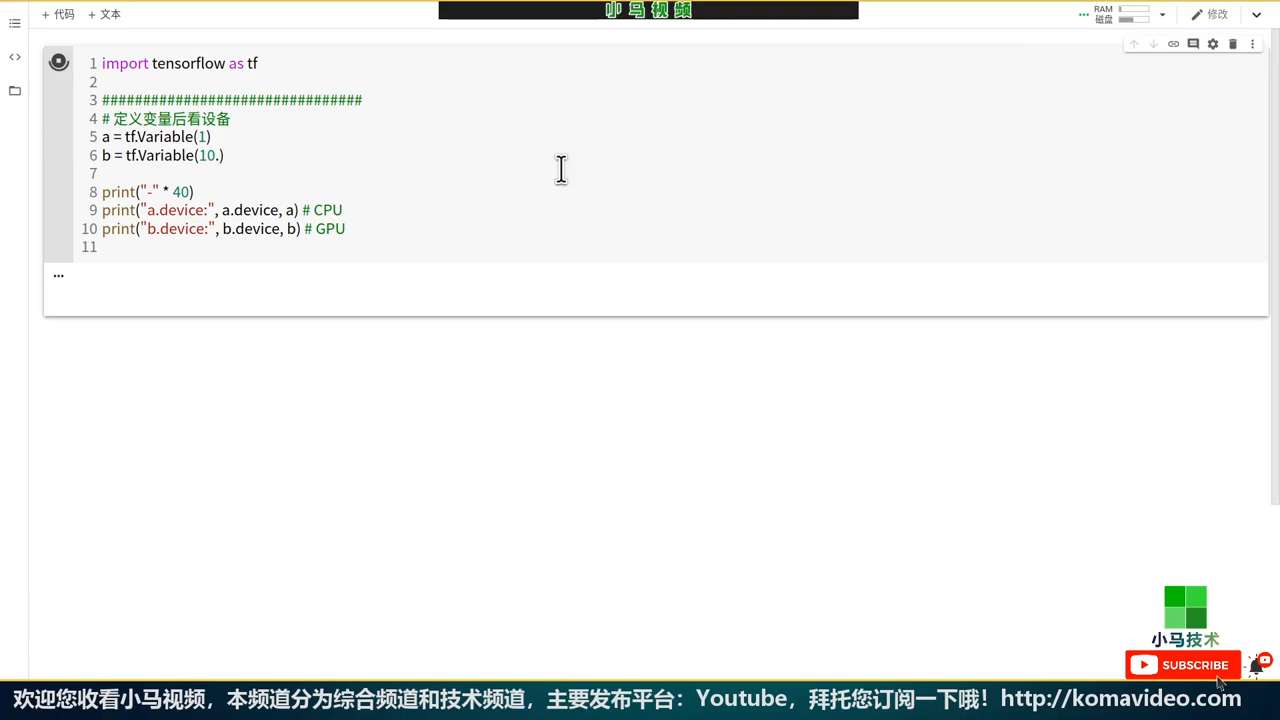 小马视频
+ 代码 + 文本
RAM
磁盘
修改
1 import tensorflow as tf
2
3 ################################
4 # 定义变量后看设备
5 a = tf.Variable(1)
6 b = tf.Variable(10.)
7
8 print("-" * 40)
9 print("a.device:", a.device, a) # CPU
10 print("b.device:", b.device, b) # GPU
11
小马技术
SUBSCRIBE
欢迎您收看小马视频，本频道分为综合频道和技术频道，主要发布平台：Youtube，拜托您订阅一下哦！http://komavideo.com